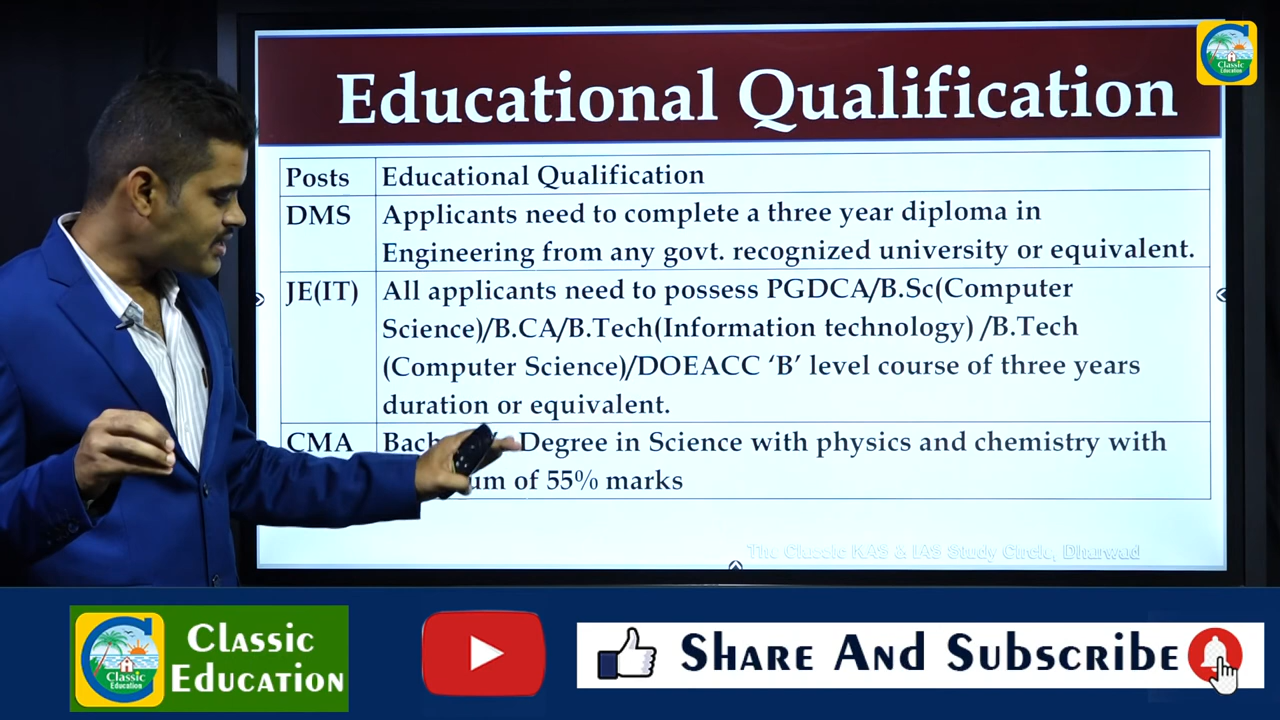 Educational Qualification
Classic
Education
Posts Educational Qualification
DMS Applicants need to complete a three year diploma in
Engineering from any govt. recognized university or equivalent.
JE(IT) All applicants need to possess PGDCA/B.Sc(Computer
Science)/B.CA/B.Tech(Information technology) /B.Tech
(Computer Science)/DOEACC ‘B’ level course of three years
duration or equivalent.
CMA Degree in Science with physics and chemistry with
of 55% marks
The Classic KAS & IAS Study Circle, Dharwad
Classic
Education
Classic
Education
Share And Subscribe